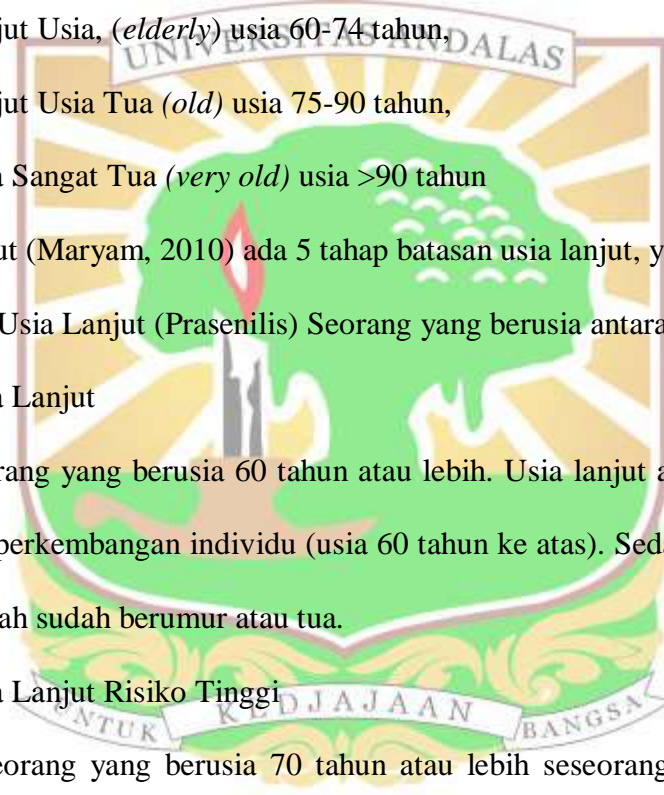 jut Usia, (elderly) usia 60-74 tahun,
UNIVERSITAS ANDALAS
jut Usia Tua (old) usia 75-90 tahun,
a Sangat Tua (very old) usia >90 tahun
ut (Maryam, 2010) ada 5 tahap batasan usia lanjut, y
Usia Lanjut (Prasenilis) Seorang yang berusia antara
a Lanjut
rang yang berusia 60 tahun atau lebih. Usia lanjut a
perkembangan individu (usia 60 tahun ke atas). Seda
ah sudah berumur atau tua.
a Lanjut Risiko Tinggi
UNTUK KEDJAJAAN BANGSA
eorang yang berusia 70 tahun atau lebih seseorang